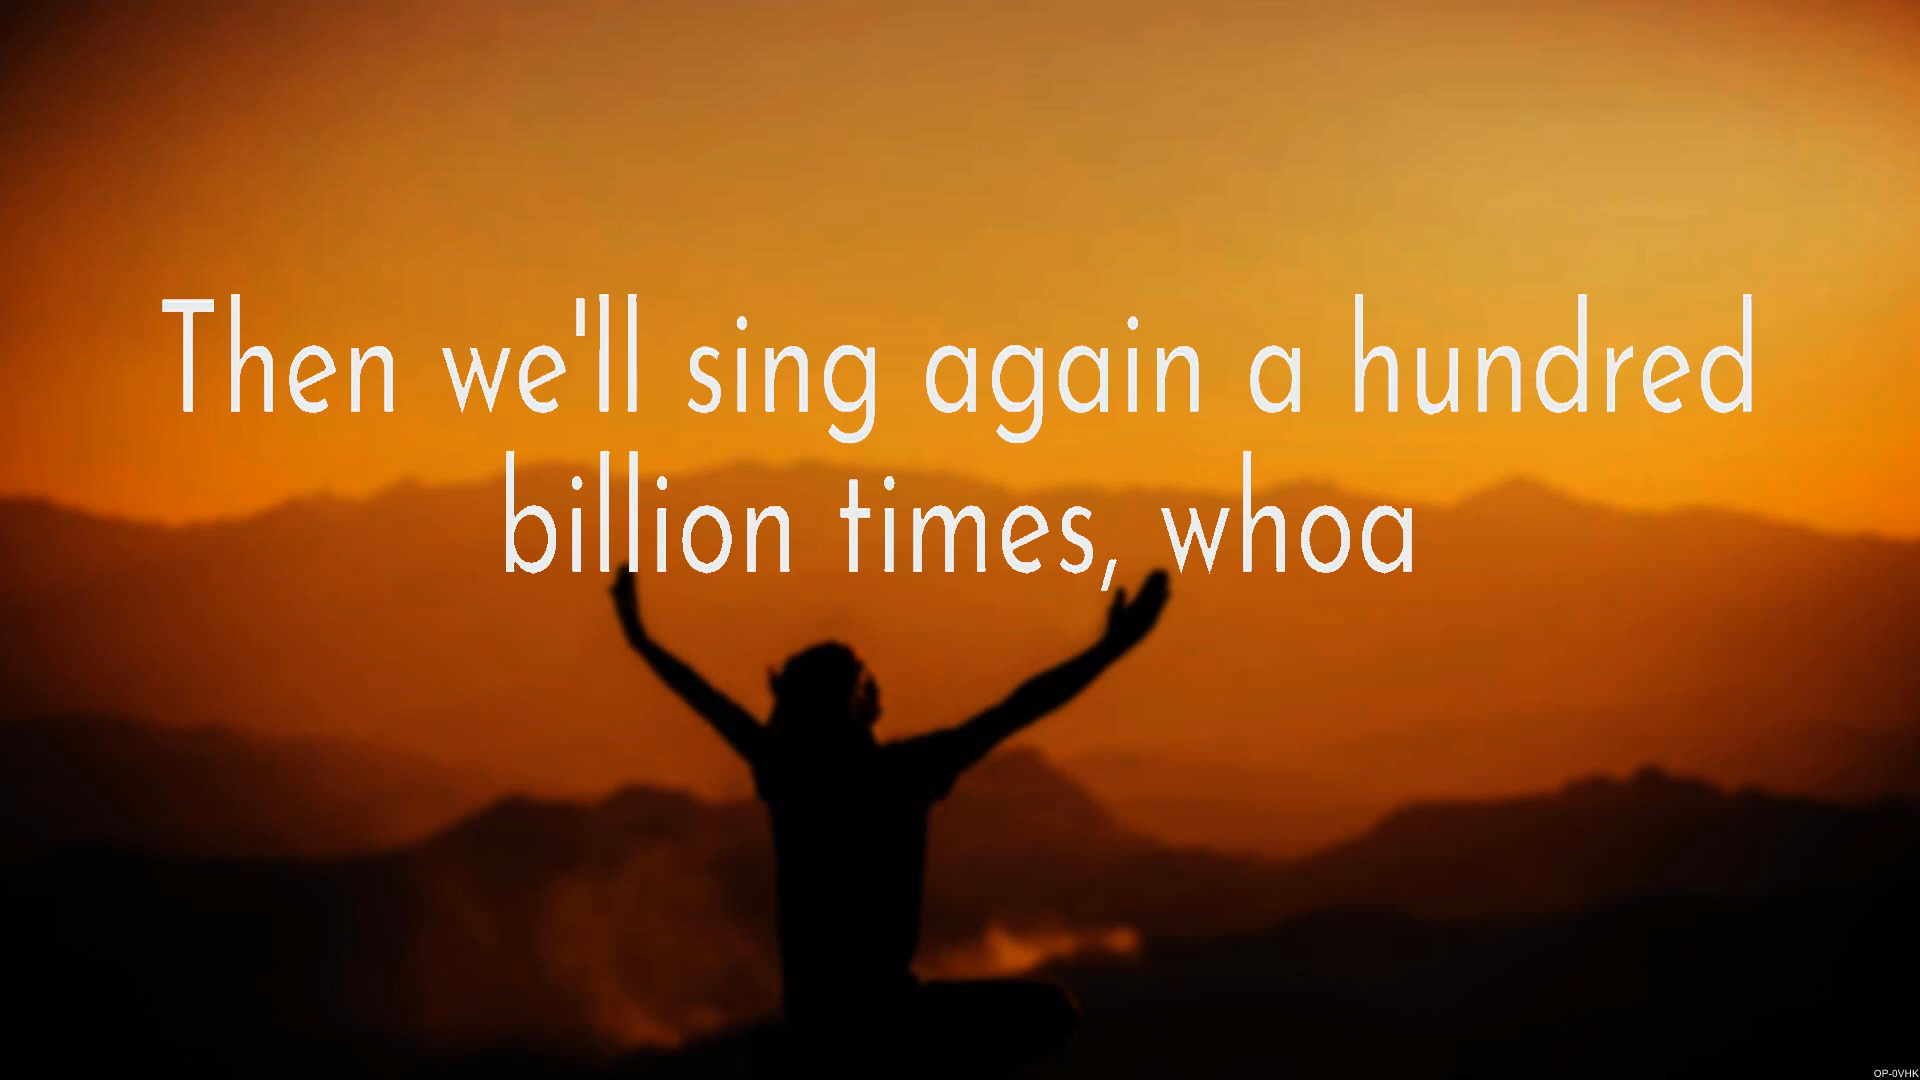 Then we'll sing again a hundred
billion times, whoa
OP-0VHK